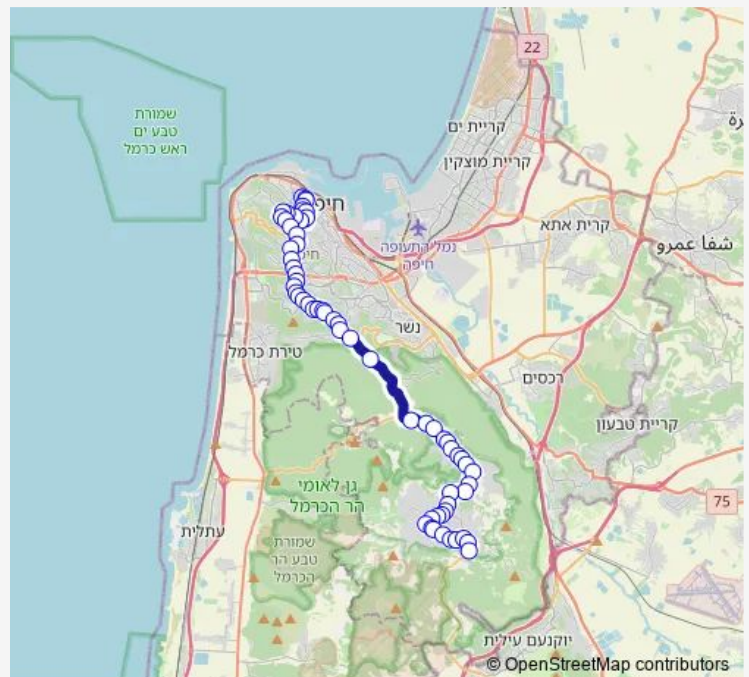 22
שמורת
טבע ים
ראש כרמל
קריית ים
קריית מוצקין
חיפ
קרית אתא
שפא עמרו
נמל התעופה
חיפה
נשר
טירת כרמל
רכסים
קריית טבעון
גן לאומי
הר הכרמל
75
עתלית
שמורת
טבע הר
הכרמל
יוקנעם עילית
© OpenStreetMap contributors